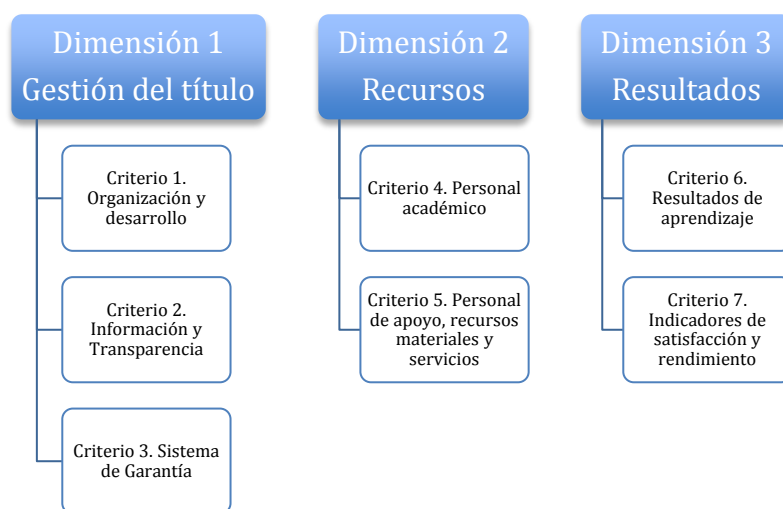 Dimensión 1
Gestión del título
Criterio 1.
Organización y
desarrollo
Criterio 2.
Información y
Transparencia
Criterio 3. Sistema
de Garantía
Dimensión 2
Recursos
Criterio 4. Personal
académico
Criterio 5. Personal
de apoyo, recursos
materiales y
servicios
Dimensión 3
Resultados
Criterio 6.
Resultados de
aprendizaje
Criterio 7.
Indicadores de
satisfacción y
rendimiento